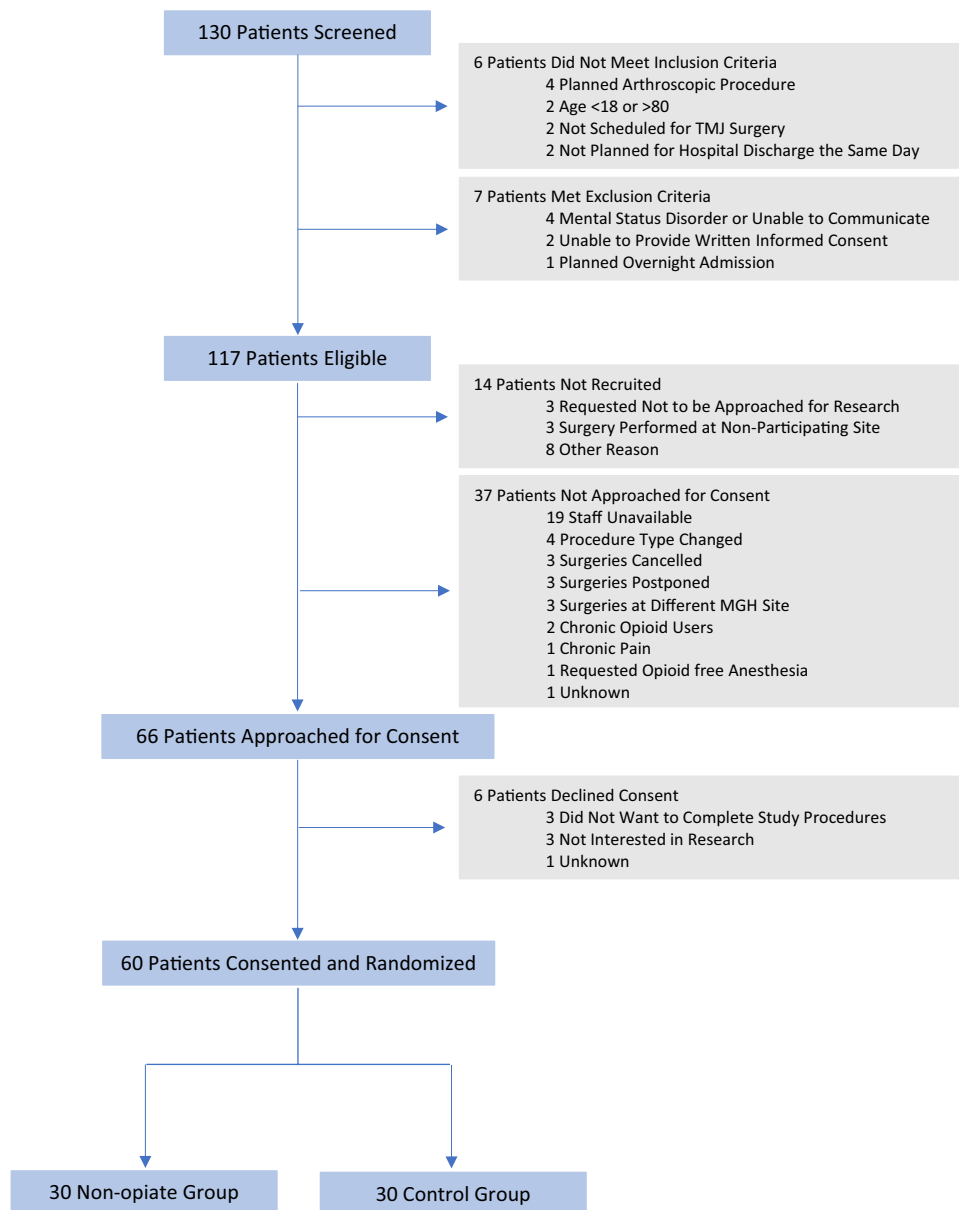 130 Patients Screened
6 Patients Did Not Meet Inclusion Criteria
4 Planned Arthroscopic Procedure
2 Age <18 or >80
2 Not Scheduled for TMJ Surgery
2 Not Planned for Hospital Discharge the Same Day
7 Patients Met Exclusion Criteria
4 Mental Status Disorder or Unable to Communicate
2 Unable to Provide Written Informed Consent
1 Planned Overnight Admission
117 Patients Eligible
14 Patients Not Recruited
3 Requested Not to be Approached for Research
3 Surgery Performed at Non-Participating Site
8 Other Reason
37 Patients Not Approached for Consent
19 Staff Unavailable
4 Procedure Type Changed
3 Surgeries Cancelled
3 Surgeries Postponed
3 Surgeries at Different MGH Site
2 Chronic Opioid Users
1 Chronic Pain
1 Requested Opioid free Anesthesia
1 Unknown
66 Patients Approached for Consent
6 Patients Declined Consent
3 Did Not Want to Complete Study Procedures
3 Not Interested in Research
1 Unknown
60 Patients Consented and Randomized
30 Non-opiate Group
30 Control Group